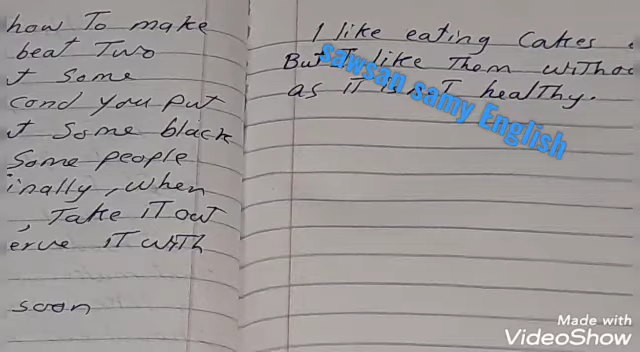 how To make
beat Two
t Some
cond you put
t Some black
Some people
inally, when
, Take iT out
erve iT wiTh
soon
I like eating Cakes.
But I like Them withou
as iT is T healThy.
sawsan samy English
Made with
VideoShow